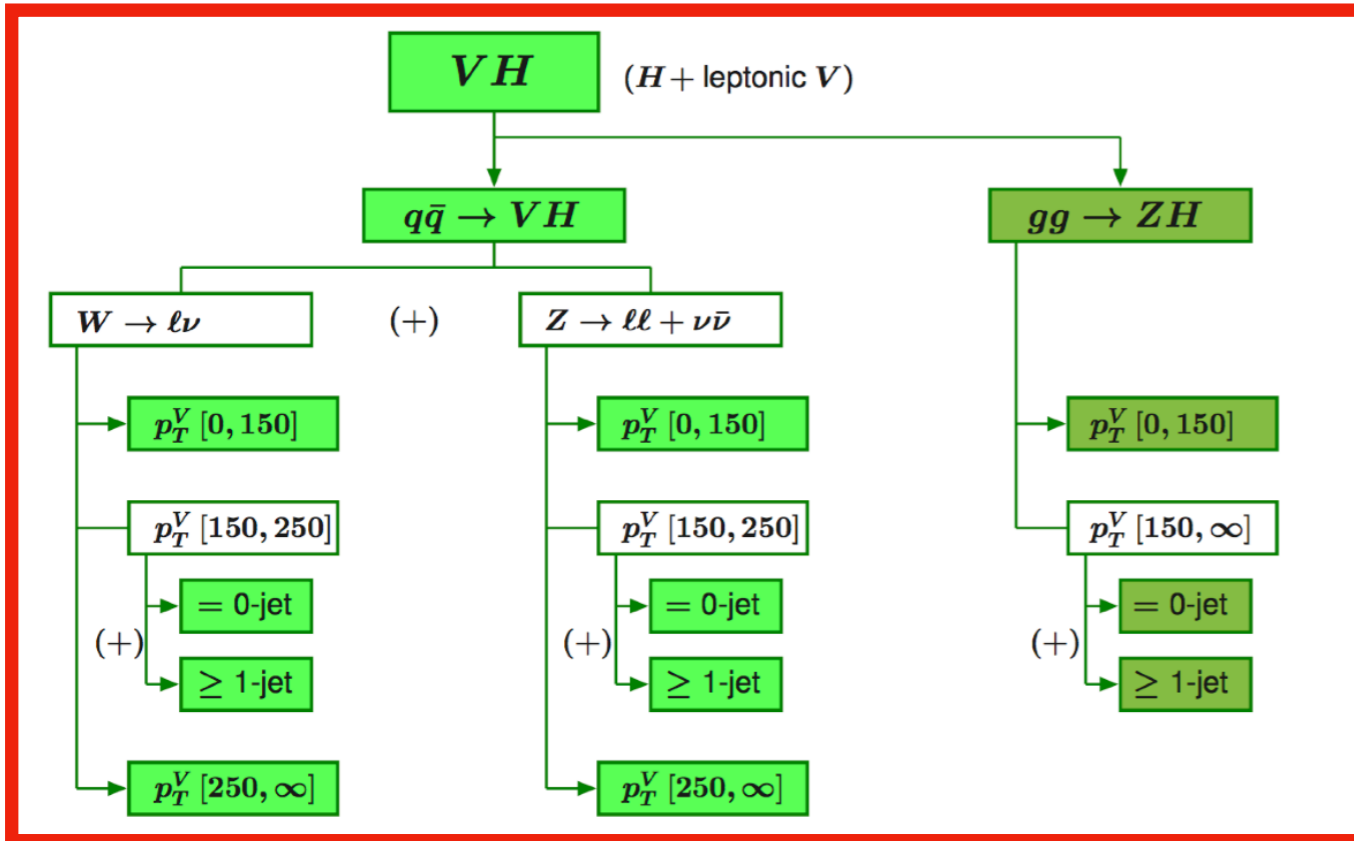 VH (H + leptonic V)
qq̄ → VH
gg → ZH
W → ℓν
(+)
Z → ℓℓ + νν̄
p_T^V [0, 150]
p_T^V [0, 150]
p_T^V [0, 150]
p_T^V [150, 250]
p_T^V [150, 250]
p_T^V [150, ∞]
= 0-jet
= 0-jet
= 0-jet
(+)
(+)
(+)
≥ 1-jet
≥ 1-jet
≥ 1-jet
p_T^V [250, ∞]
p_T^V [250, ∞]